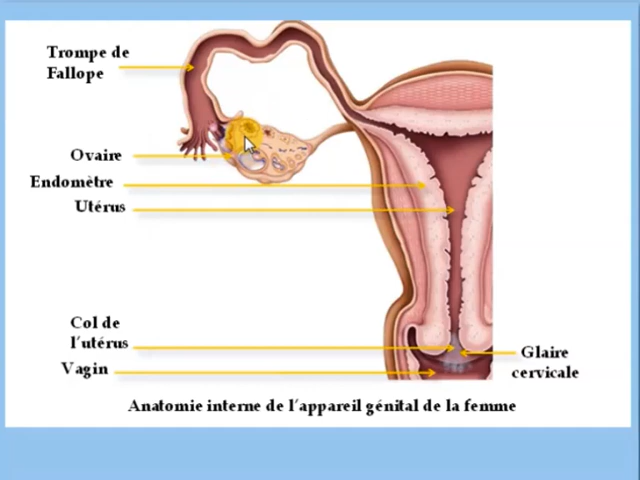 Trompe de
Fallope
Ovaire
Endomètre
Utérus
Col de
l'utérus
Vagin
Glaire
cervicale
Anatomie interne de l'appareil génital de la femme